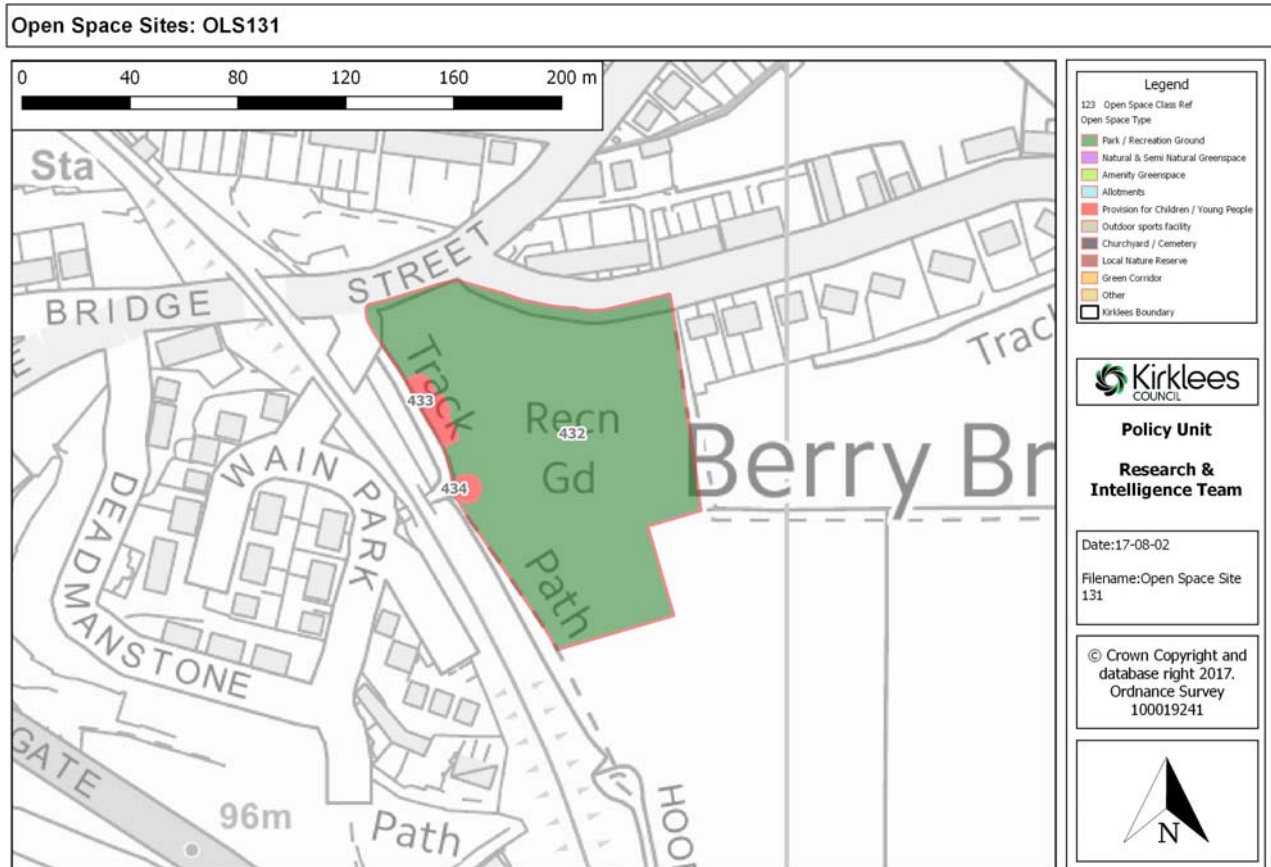 Open Space Sites: OLS131
0 40 80 120 160 200 m
Sta
BRIDGE STREET
E
Track
433
Recn
432
Gd
434
Berry Br
Track
WAIN PARK
DEADMANSTONE
Path
GATE
96m
Path
HOO
Legend
123 Open Space Class Ref
Open Space Type
Park / Recreation Ground
Natural & Semi Natural Greenspace
Amenity Greenspace
Allotments
Provision for Children / Young People
Outdoor sports facility
Churchyard / Cemetery
Local Nature Reserve
Green Corridor
Other
Kirklees Boundary
Kirklees
COUNCIL
Policy Unit
Research &
Intelligence Team
Date:17-08-02
Filename:Open Space Site
131
© Crown Copyright and
database right 2017.
Ordnance Survey
100019241
N